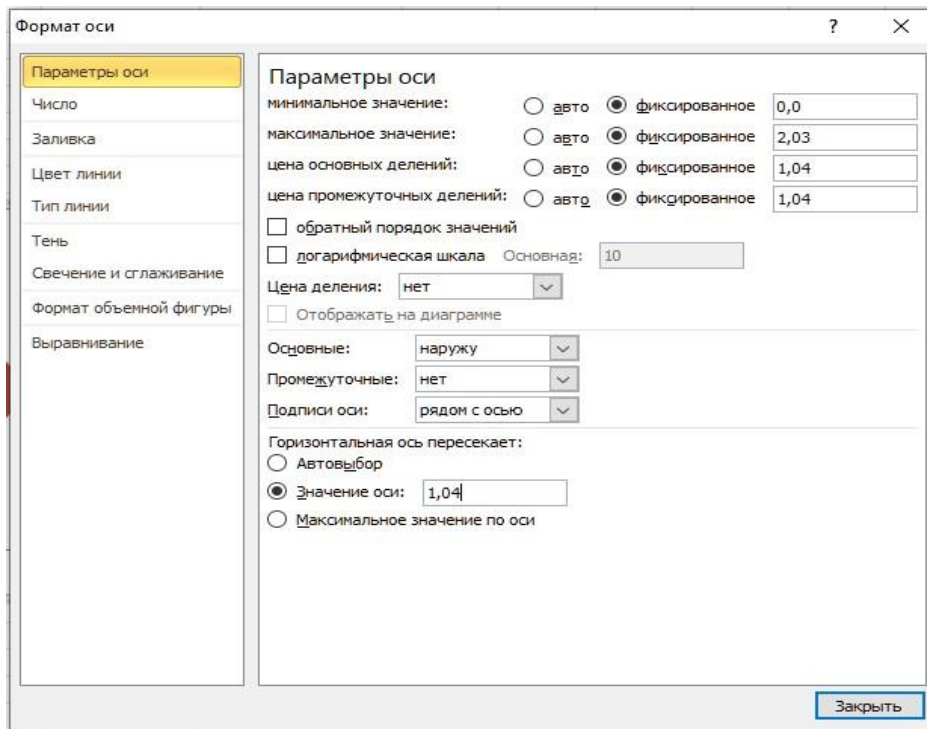 Формат оси
?
Параметры оси
Число
Заливка
Цвет линии
Тип линии
Тень
Свечение и сглаживание
Формат объемной фигуры
Выравнивание
Параметры оси
минимальное значение: авто фиксированное 0,0
максимальное значение: авто фиксированное 2,03
цена основных делений: авто фиксированное 1,04
цена промежуточных делений: авто фиксированное 1,04
обратный порядок значений
логарифмическая шкала Основная: 10
Цена деления: нет
Отображать на диаграмме
Основные: наружу
Промежуточные: нет
Подписи оси: рядом с осью
Горизонтальная ось пересекает:
Автовыбор
Значение оси: 1,04
Максимальное значение по оси
Закрыть